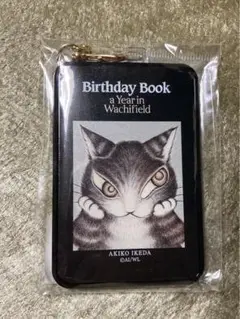 Birthday Book
a Year in
Wachifield
AKIKO IKEDA
©AI/WL